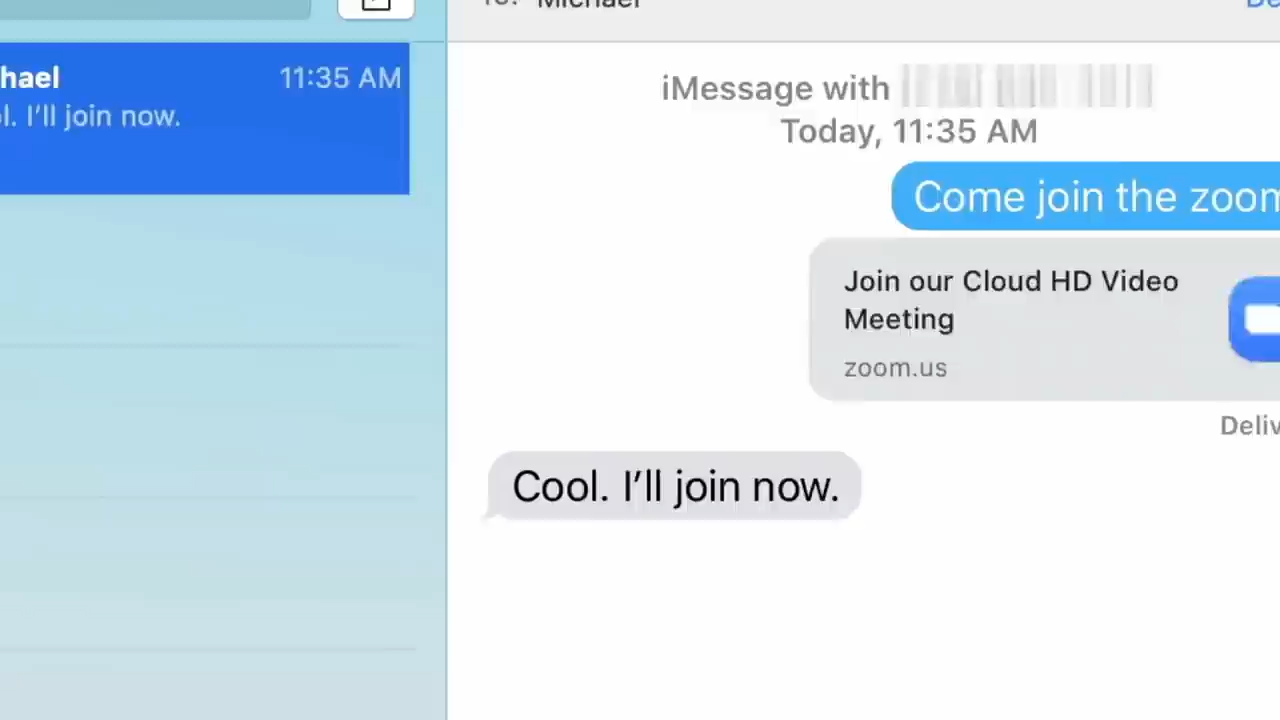 Michael
hael 11:35 AM
l. I'll join now.
iMessage with
Today, 11:35 AM
Come join the zoom
Join our Cloud HD Video
Meeting
zoom.us
Deliv
Cool. I'll join now.